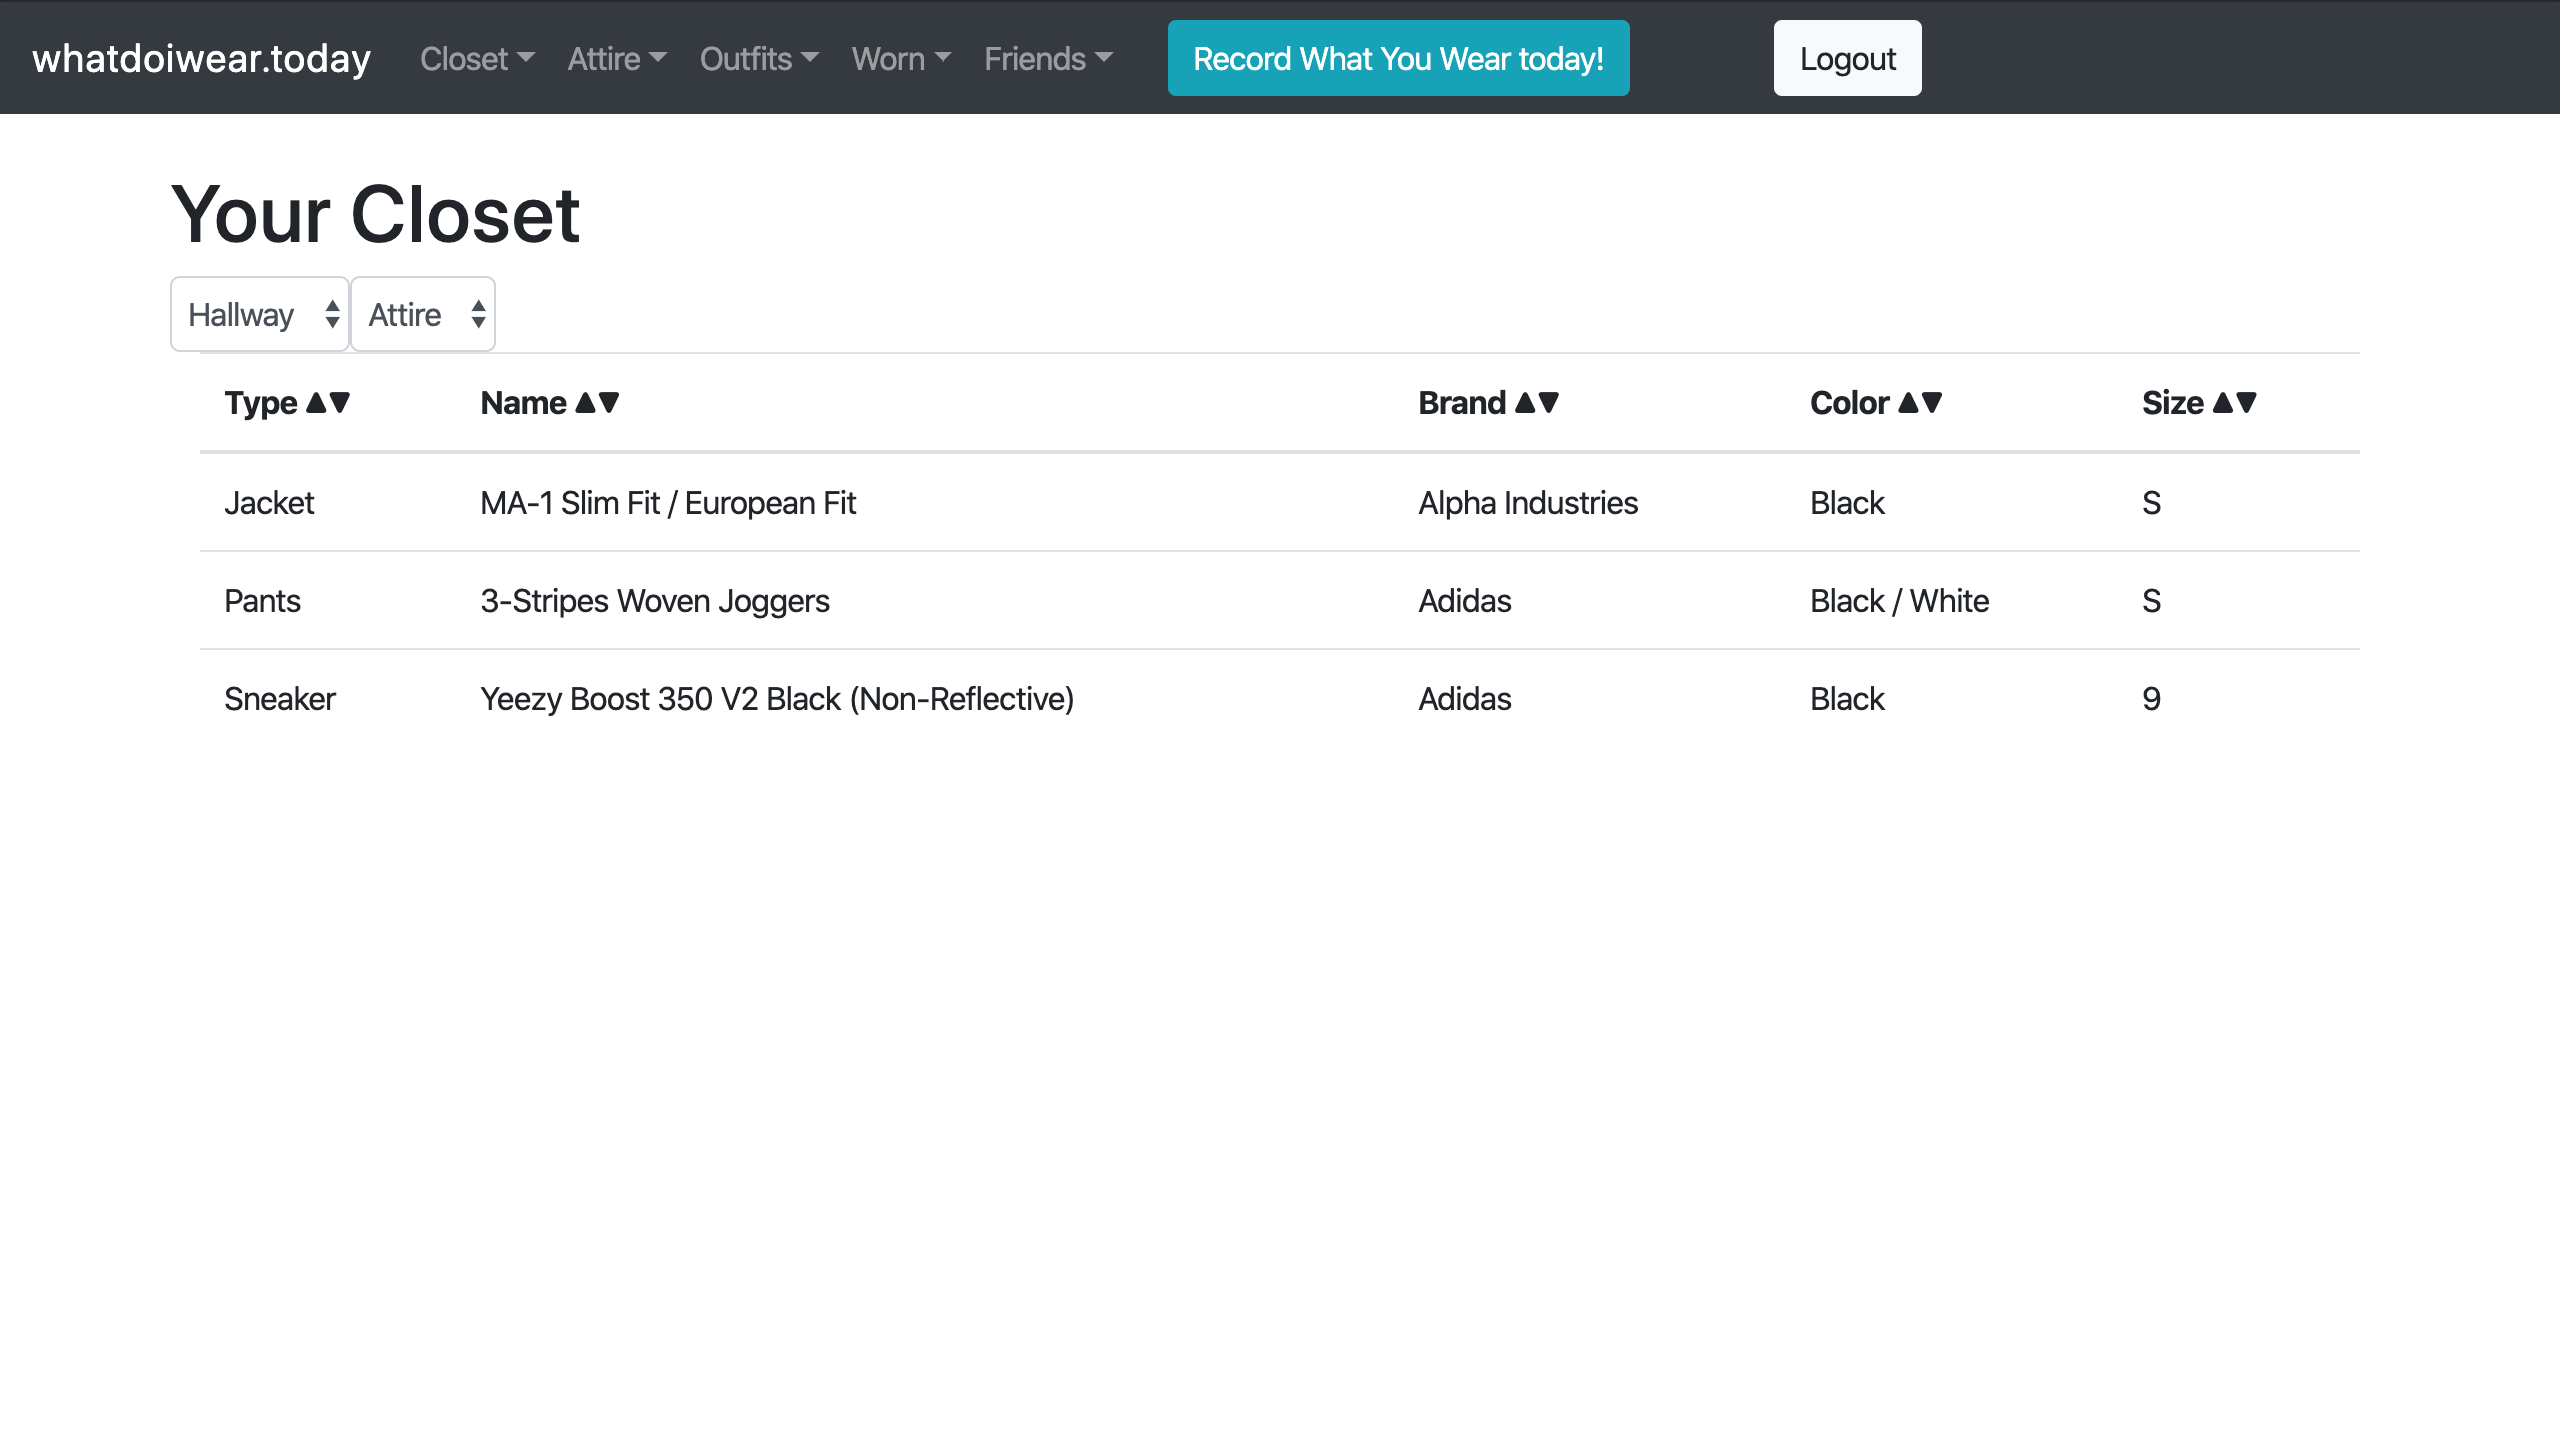 whatdoiwear.today Closet Attire Outfits Worn Friends Record What You Wear today! Logout
Your Closet
Hallway Attire
Type Name Brand Color Size
Jacket MA-1 Slim Fit / European Fit Alpha Industries Black S
Pants 3-Stripes Woven Joggers Adidas Black / White S
Sneaker Yeezy Boost 350 V2 Black (Non-Reflective) Adidas Black 9